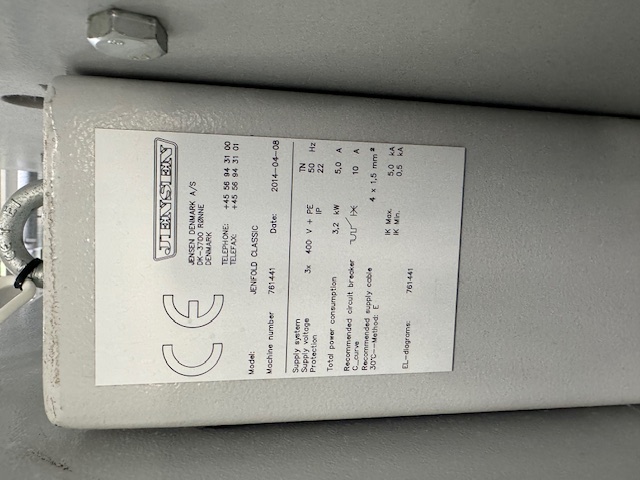 JENSEN
CE
JENSEN DENMARK A/S
DK-3700 RØNNE
DENMARK
TELEPHONE: +45 56 94 31 00
TELEFAX: +45 56 94 31 01
Model: JENFOLD CLASSIC
Machine number 761441 Date: 2014-04-08
Supply system TN
Supply voltage 3x 400 V + PE 50 Hz
Protection IP 22
Total power consumption 3,2 kW 5,0 A
Recommended circuit breaker 10 A
C_curve
Recommended supply cable 4 x 1,5 mm²
30°C--Method: E
IK Max. 5,0 kA
IK Min. 0,5 kA
EL-diagrams: 761441